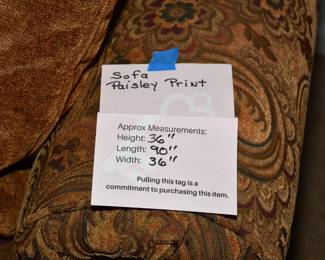 Sofa
Paisley Print
Approx Measurements:
Height: 36"
Length: 90"
Width: 36"
Pulling this tag is a
commitment to purchasing this item.